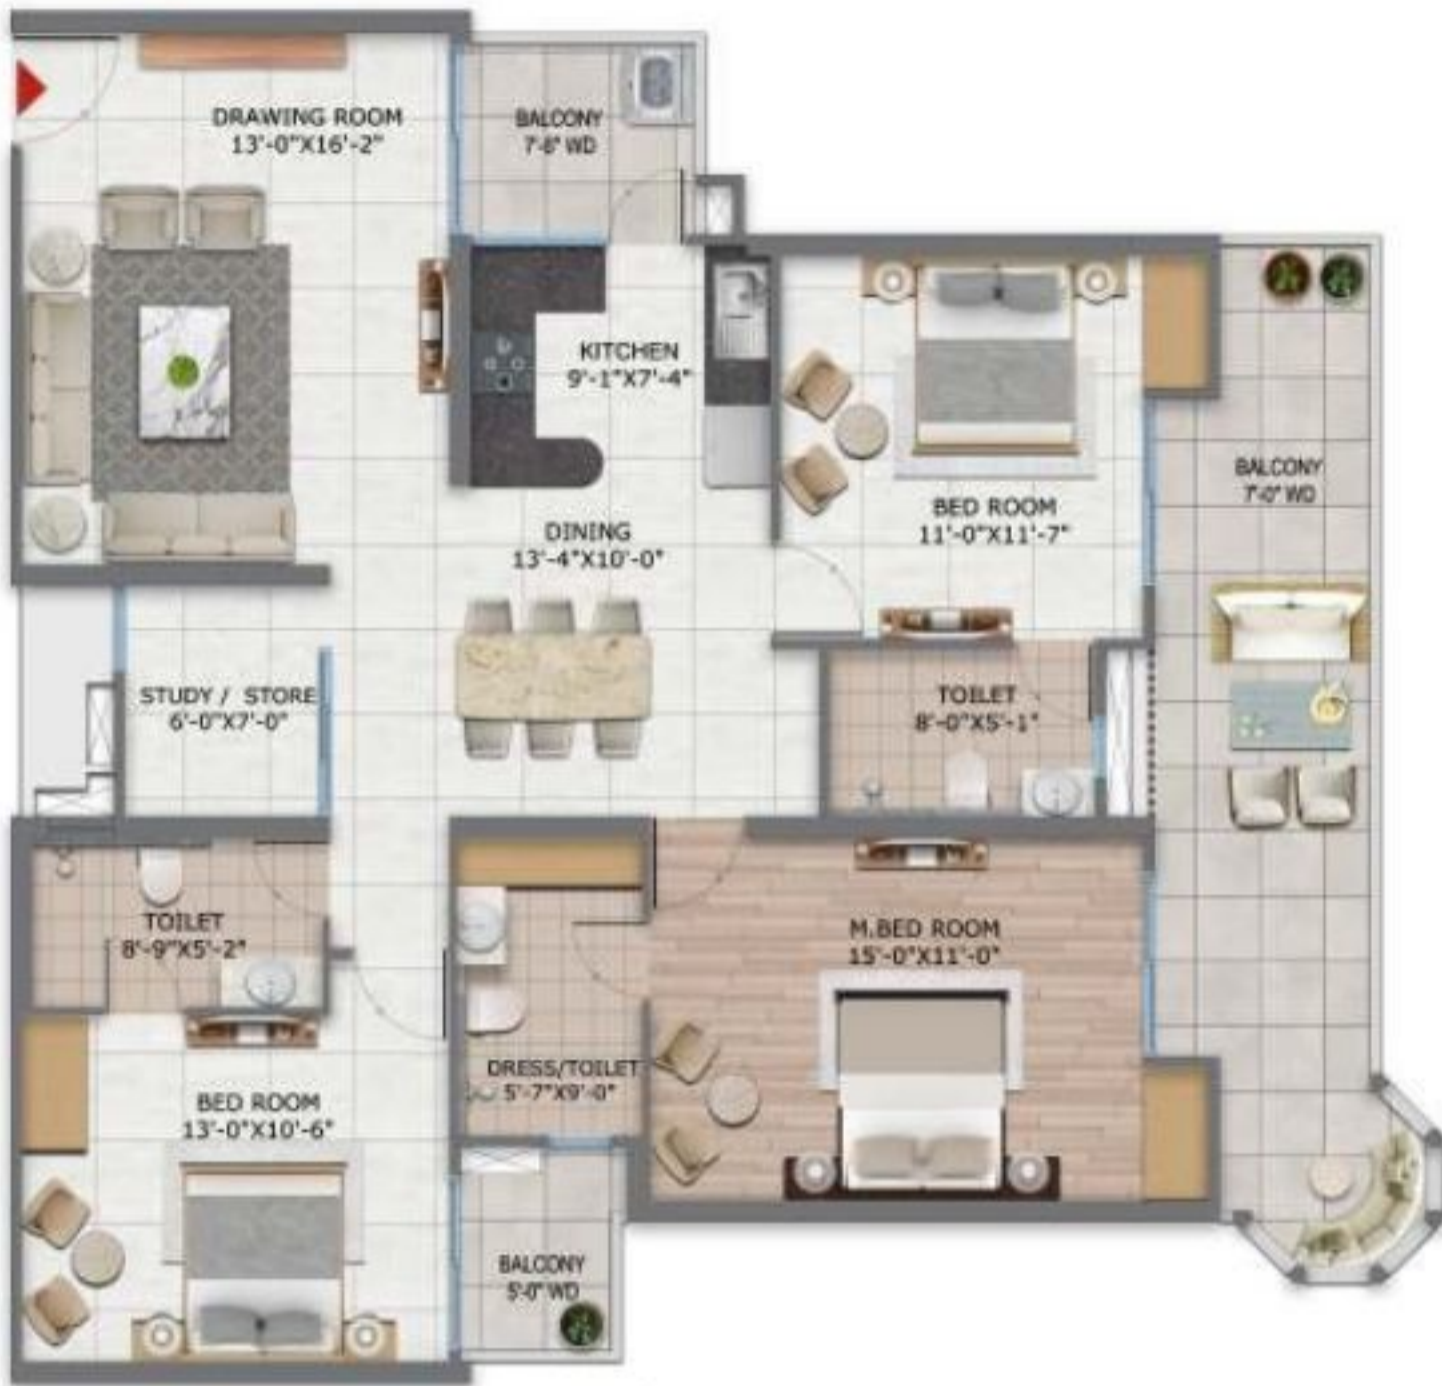 DRAWING ROOM
13'-0"X16'-2"
BALCONY
7'-8" WD
KITCHEN
9'-1"X7'-4"
BED ROOM
11'-0"X11'-7"
BALCONY
7'-0" WD
DINING
13'-4"X10'-0"
STUDY / STORE
6'-0"X7'-0"
TOILET
8'-0"X5'-1"
TOILET
8'-9"X5'-2"
M.BED ROOM
15'-0"X11'-0"
DRESS/TOILET
5'-7"X9'-0"
BED ROOM
13'-0"X10'-6"
BALCONY
5'-0" WD